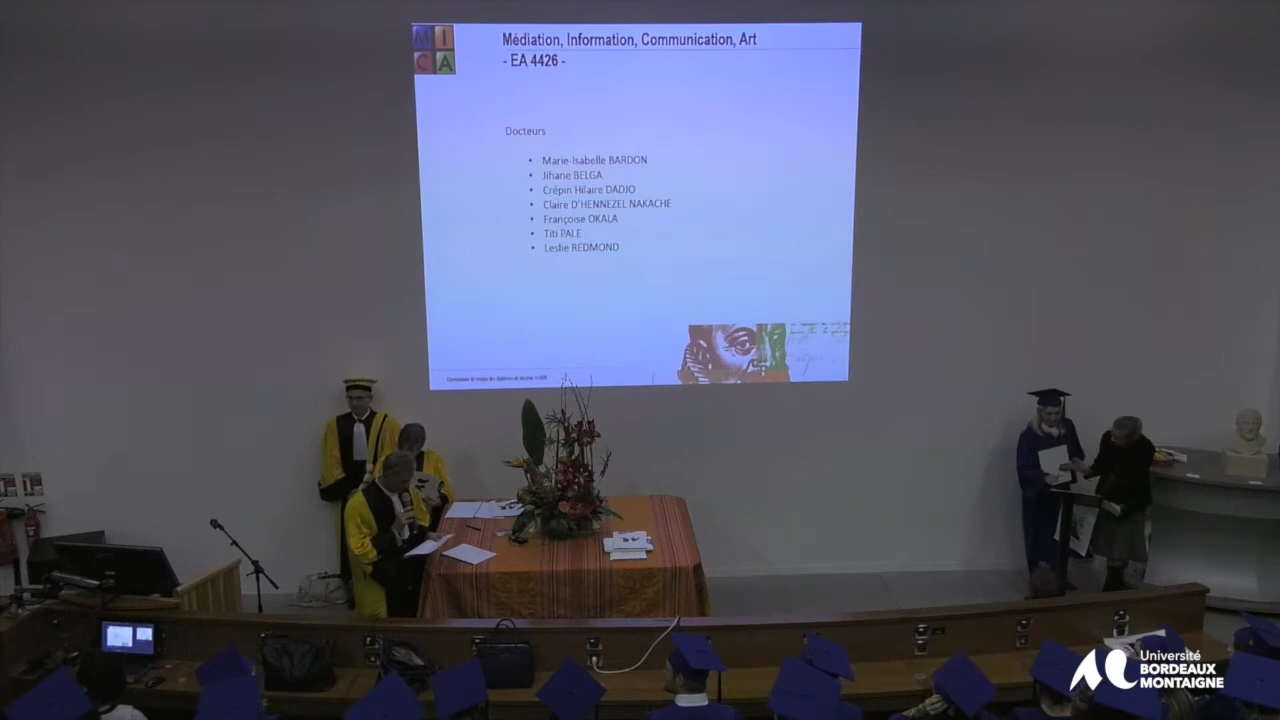 MICA
Médiation, Information, Communication, Art
- EA 4426 -
Docteurs
• Marie-Isabelle BARDON
• Jihane BELGA
• Crépin Hilaire DADJO
• Claire D'HENNEZEL NAKACHE
• Françoise OKALA
• Titi PALE
• Leslie REDMOND
Université
BORDEAUX
MONTAIGNE